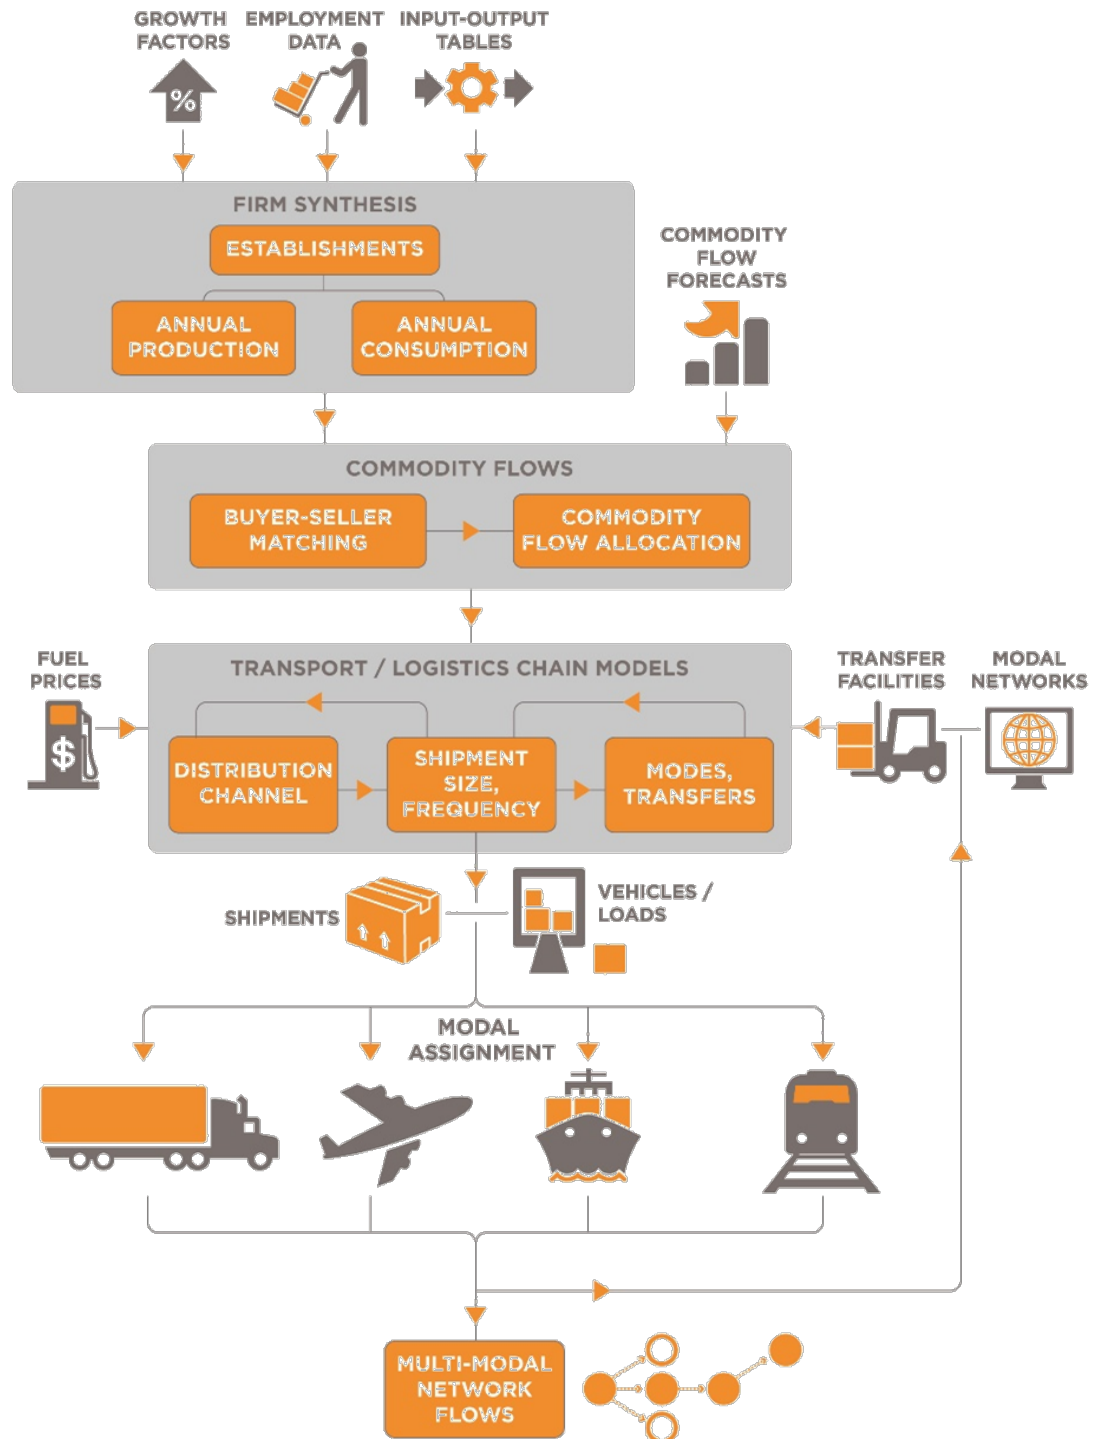 GROWTH
FACTORS
EMPLOYMENT
DATA
INPUT-OUTPUT
TABLES
%
FIRM SYNTHESIS
ESTABLISHMENTS
ANNUAL
PRODUCTION
ANNUAL
CONSUMPTION
COMMODITY
FLOW
FORECASTS
COMMODITY FLOWS
BUYER-SELLER
MATCHING
COMMODITY
FLOW ALLOCATION
FUEL
PRICES
$
TRANSPORT / LOGISTICS CHAIN MODELS
DISTRIBUTION
CHANNEL
SHIPMENT
SIZE,
FREQUENCY
MODES,
TRANSFERS
TRANSFER
FACILITIES
MODAL
NETWORKS
SHIPMENTS
VEHICLES /
LOADS
MODAL
ASSIGNMENT
MULTI-MODAL
NETWORK
FLOWS